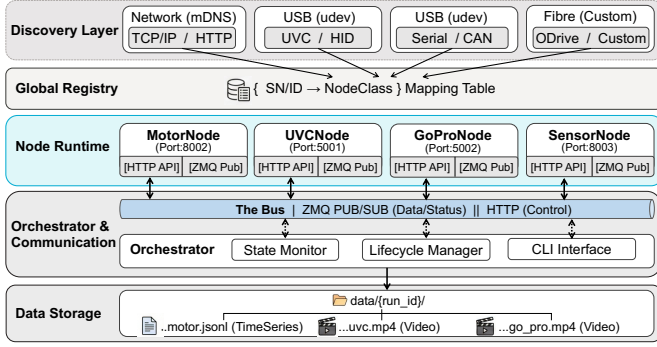 Discovery Layer
Network (mDNS)
TCP/IP / HTTP
USB (udev)
UVC / HID
USB (udev)
Serial / CAN
Fibre (Custom)
ODrive / Custom
Global Registry
{ SN/ID → NodeClass } Mapping Table
Node Runtime
MotorNode
(Port:8002)
[HTTP API] [ZMQ Pub]
UVCNode
(Port:5001)
[HTTP API] [ZMQ Pub]
GoProNode
(Port:5002)
[HTTP API] [ZMQ Pub]
SensorNode
(Port:8003)
[HTTP API] [ZMQ Pub]
Orchestrator &
Communication
The Bus | ZMQ PUB/SUB (Data/Status) || HTTP (Control)
Orchestrator
State Monitor
Lifecycle Manager
CLI Interface
Data Storage
data/{run_id}/
..motor.jsonl (TimeSeries)
...uvc.mp4 (Video)
...go_pro.mp4 (Video)